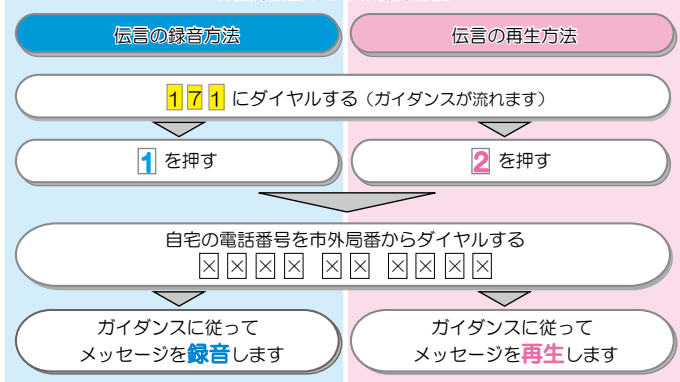 伝言の録音方法
伝言の再生方法
171にダイヤルする（ガイダンスが流れます）
1を押す
2を押す
自宅の電話番号を市外局番からダイヤルする
×××× ×× ××××
ガイダンスに従って
メッセージを録音します
ガイダンスに従って
メッセージを再生します